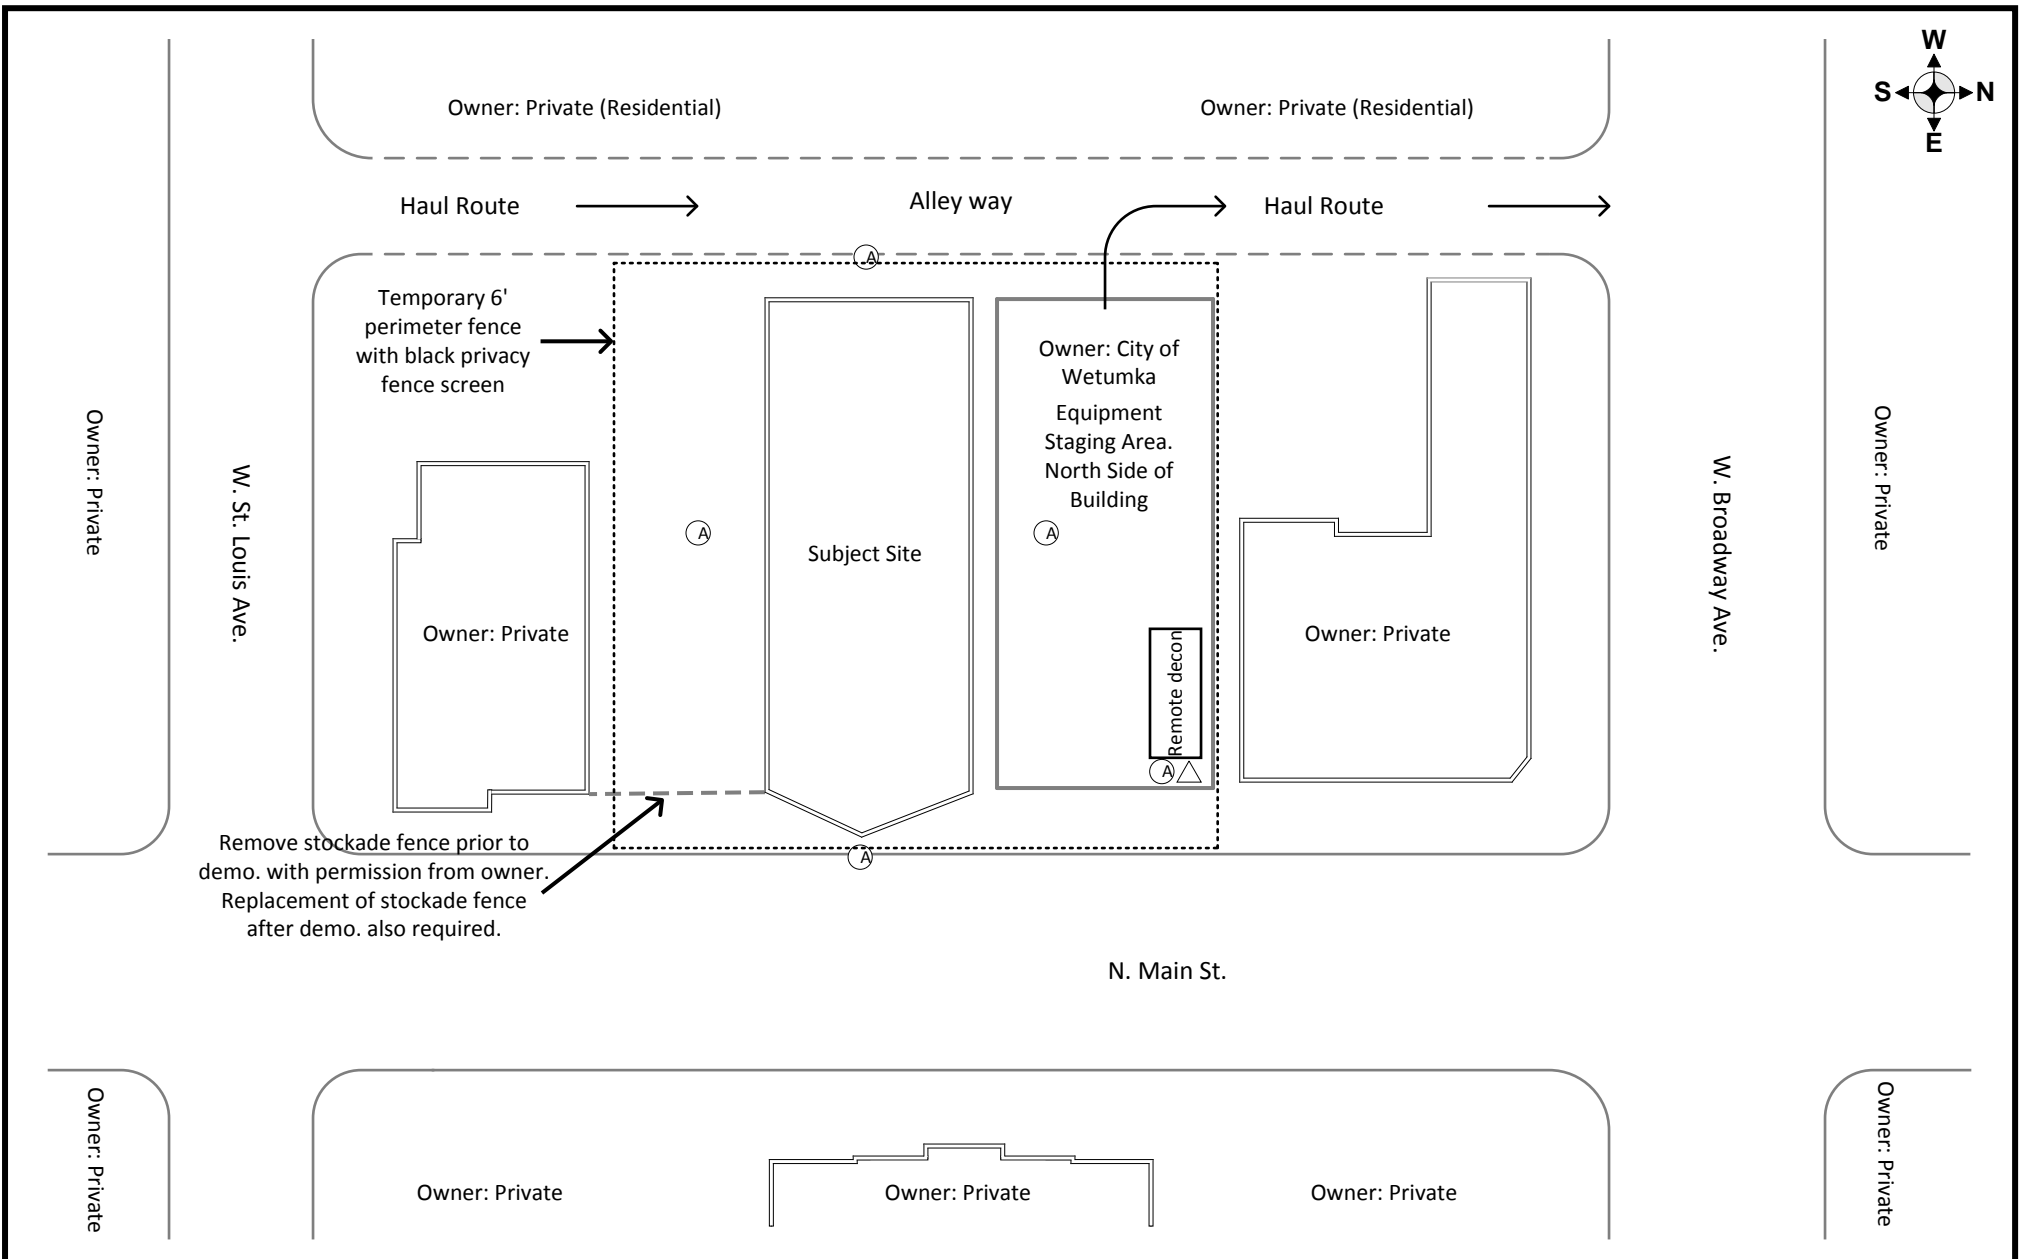 W
S N
E
Owner: Private (Residential)
Owner: Private (Residential)
Haul Route
Alley way
Haul Route
A
Temporary 6'
perimeter fence
with black privacy
fence screen
Owner: City of
Wetumka
Equipment
Staging Area.
North Side of
Building
Owner: Private
W. St. Louis Ave.
A
Subject Site
A
W. Broadway Ave.
Owner: Private
Owner: Private
Owner: Private
Remote decon
A
A
Remove stockade fence prior to
demo. with permission from owner.
Replacement of stockade fence
after demo. also required.
N. Main St.
Owner: Private
Owner: Private
Owner: Private
Owner: Private
Owner: Private